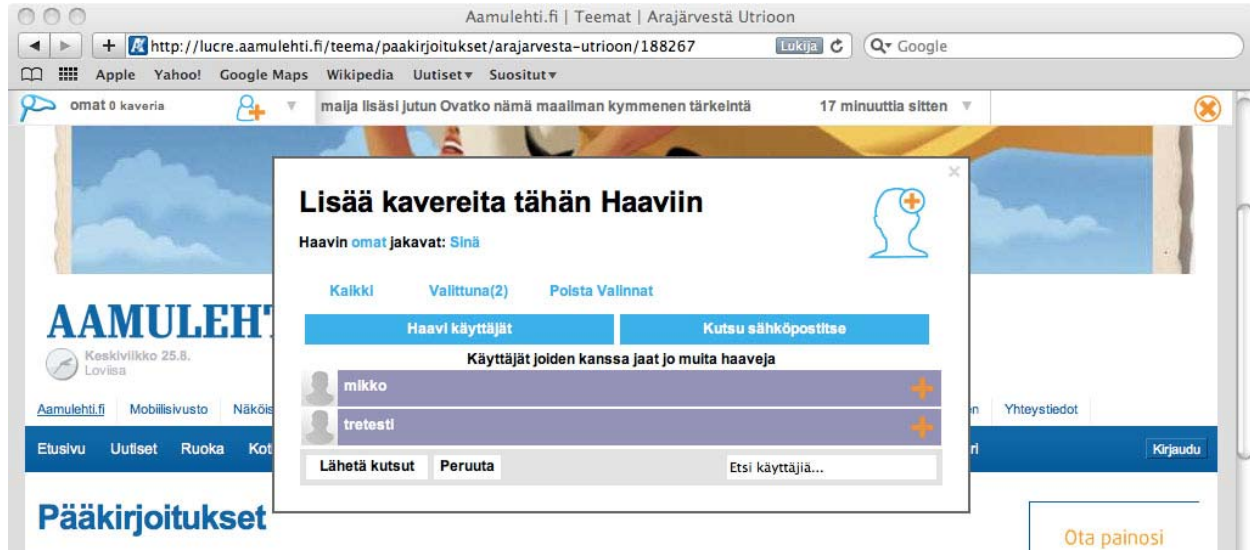 Aamulehti.fi | Teemat | Arajärvestä Utrioon
http://lucre.aamulehti.fi/teema/paakirjoitukset/arajarvesta-utrioon/188267 Lukija Google
Apple Yahoo! Google Maps Wikipedia Uutiset Suositut
omat 0 kaveria maija lisäsi jutun Ovatko nämä maailman kymmenen tärkeintä 17 minuuttia sitten
Lisää kavereita tähän Haaviin
Haavin omat jakavat: Sinä
Kaikki Valittuna(2) Poista Valinnat
Haavi käyttäjät Kutsu sähköpostitse
Käyttäjät joiden kanssa jaat jo muita haaveja
mikko
tretesti
Lähetä kutsut Peruuta Etsi käyttäjiä...
AAMULEHT
Keskiviikko 25.8.
Loviisa
Aamulehti.fi Mobiilisivusto Näköis en Yhteystiedot
Etusivu Uutiset Ruoka Kot ri Kirjaudu
Pääkirjoitukset
Ota painosi